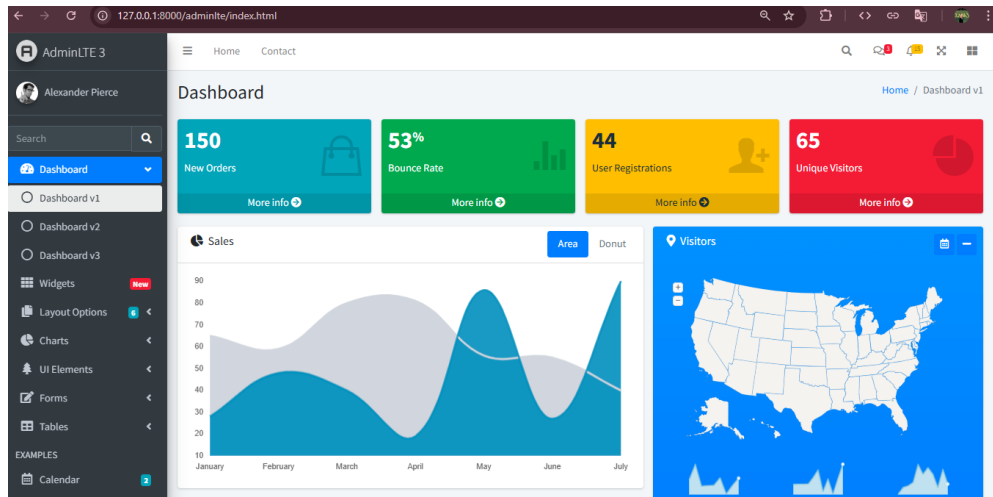 127.0.0.1:8000/adminlte/index.html
AdminLTE 3
Home Contact
3
Alexander Pierce
Dashboard
Home / Dashboard v1
Search
150
New Orders
More info
53%
Bounce Rate
More info
44
User Registrations
More info
65
Unique Visitors
More info
Dashboard
Dashboard v1
Dashboard v2
Dashboard v3
Widgets New
Layout Options 6
Charts
UI Elements
Forms
Tables
EXAMPLES
Calendar 2
Sales
Area Donut
90
80
70
60
50
40
30
20
10
January February March April May June July
Visitors
+
−